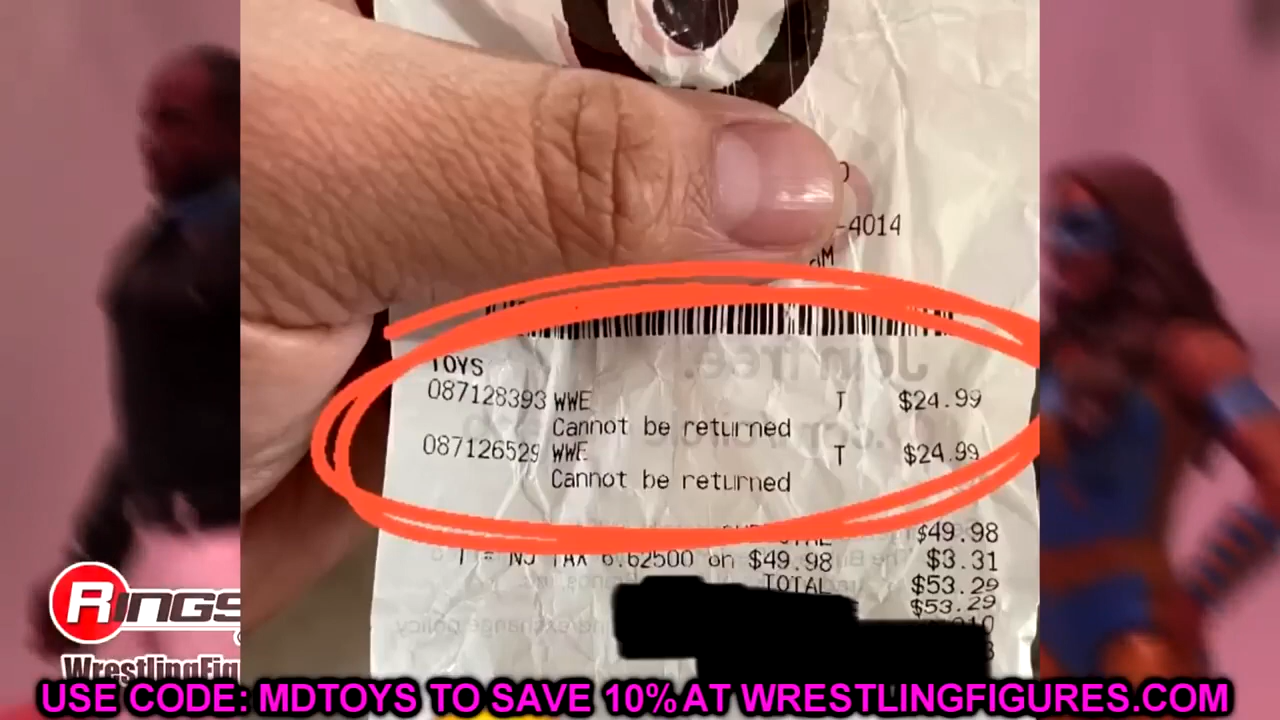 -4014
TOYS
087128393 WWE T $24.99
Cannot be returned
087126529 WWE T $24.99
Cannot be returned
$49.98
T = NJ TAX 6.62500 on $49.98 $3.31
TOTAL $53.29
$53.29
RINGS
WrestlingFig
USE CODE: MDTOYS TO SAVE 10% AT WRESTLINGFIGURES.COM